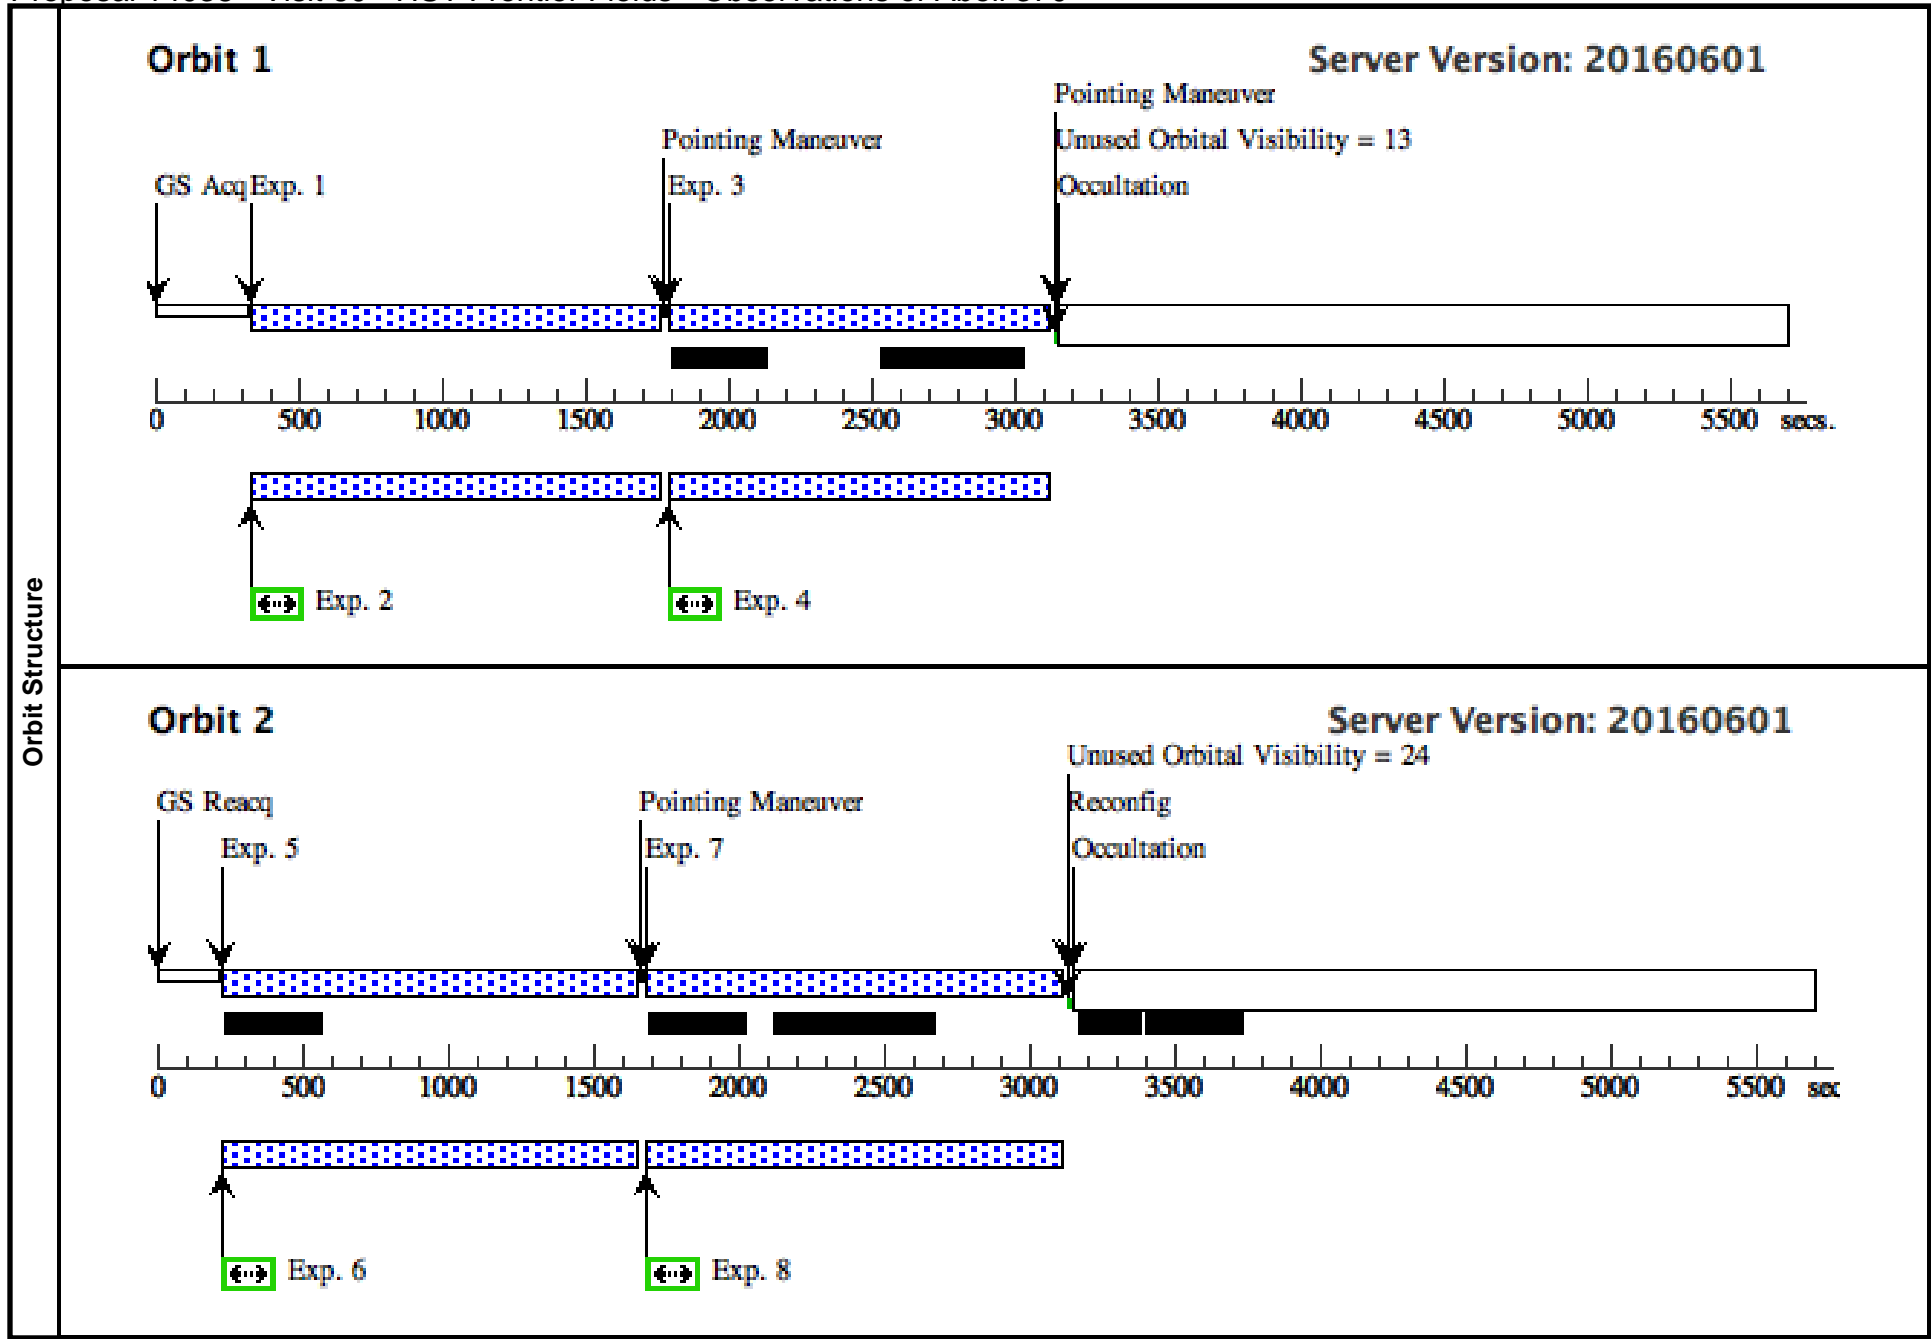 Orbit Structure
Orbit 1
Server Version: 20160601
Pointing Maneuver
Pointing Maneuver
Unused Orbital Visibility = 13
GS Acq
Exp. 1
Exp. 3
Occultation
0 500 1000 1500 2000 2500 3000 3500 4000 4500 5000 5500 secs.
Exp. 2
Exp. 4
Orbit 2
Server Version: 20160601
Unused Orbital Visibility = 24
GS Reacq
Pointing Maneuver
Reconfig
Exp. 5
Exp. 7
Occultation
0 500 1000 1500 2000 2500 3000 3500 4000 4500 5000 5500 sec
Exp. 6
Exp. 8